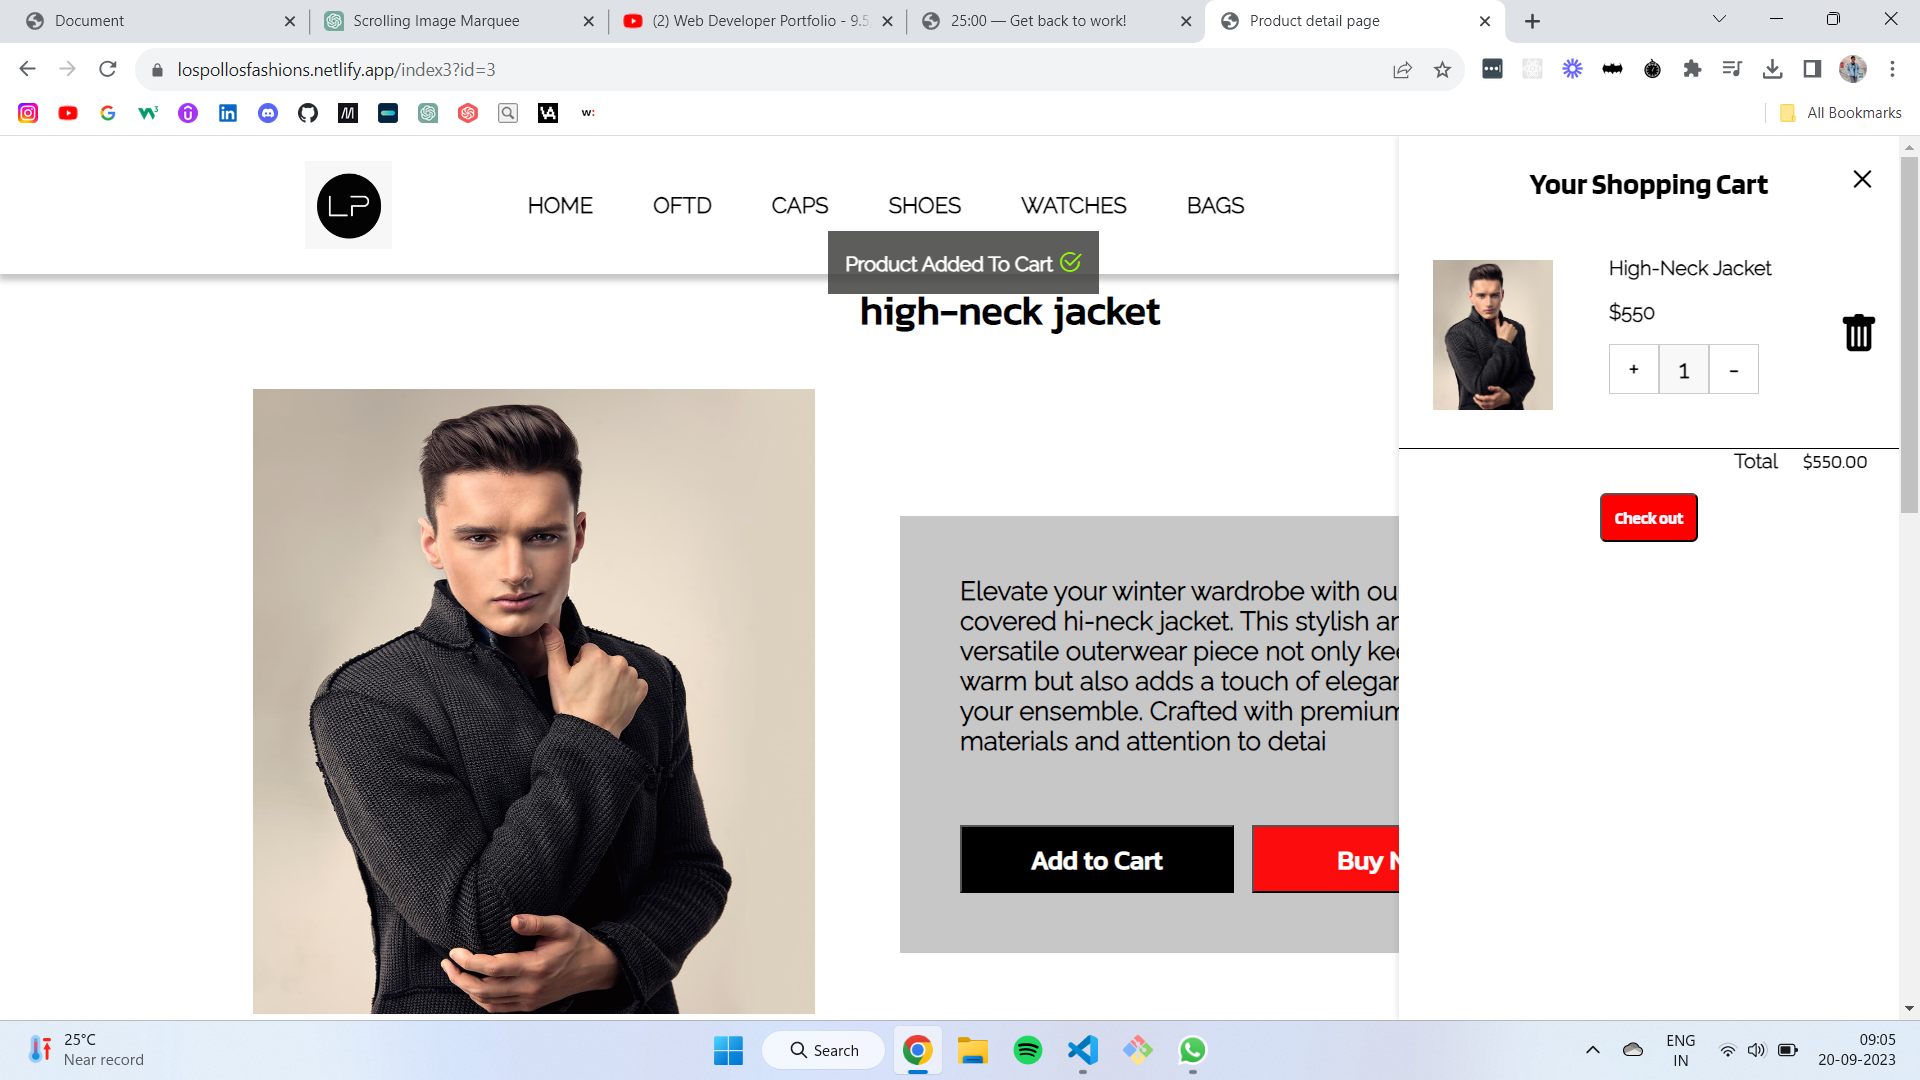 Document
Scrolling Image Marquee
(2) Web Developer Portfolio - 9.5
25:00 — Get back to work!
Product detail page
lospollosfashions.netlify.app/index3?id=3
All Bookmarks
LP
HOME OFTD CAPS SHOES WATCHES BAGS
Product Added To Cart
high-neck jacket
Elevate your winter wardrobe with ou
covered hi-neck jacket. This stylish an
versatile outerwear piece not only kee
warm but also adds a touch of elegan
your ensemble. Crafted with premium
materials and attention to detai
Add to Cart
Buy N
Your Shopping Cart
High-Neck Jacket
$550
+ 1 -
Total $550.00
Check out
25°C
Near record
Search
ENG
IN
09:05
20-09-2023